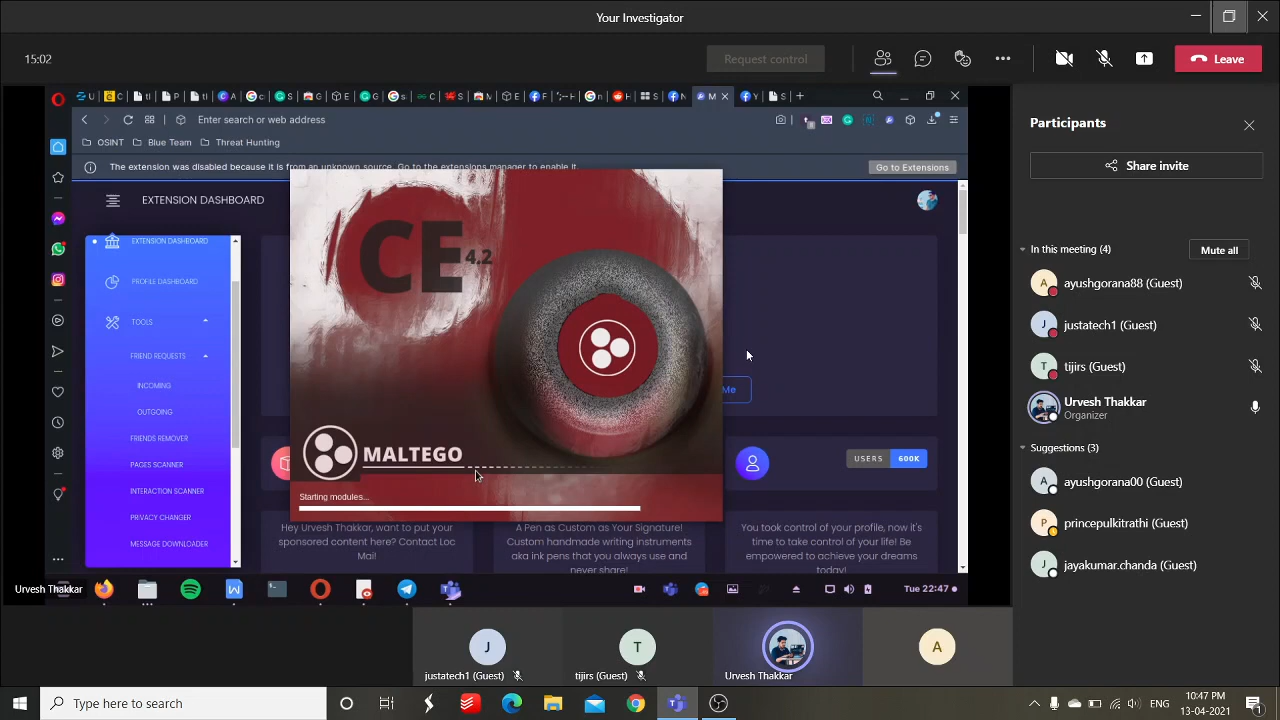 Your Investigator
15:02
Request control
Leave
Enter search or web address
OSINT
Blue Team
Threat Hunting
The extension was disabled because it is from an unknown source. Go to the extensions manager to enable it.
Go to Extensions
EXTENSION DASHBOARD
EXTENSION DASHBOARD
PROFILE DASHBOARD
TOOLS
FRIEND REQUESTS
INCOMING
OUTGOING
FRIENDS REMOVER
PAGES SCANNER
INTERACTION SCANNER
PRIVACY CHANGER
MESSAGE DOWNLOADER
CE 4.2
MALTEGO
Starting modules...
Me
USERS 600K
Hey Urvesh Thakkar, want to put your
sponsored content here? Contact Loc
Mai!
A Pen as Custom as Your Signature!
Custom handmade writing instruments
aka ink pens that you always use and
never share!
You took control of your profile, now it's
time to take control of your life! Be
empowered to achieve your dreams
today!
Urvesh Thakkar
Tue 22:47
Participants
Share invite
In this meeting (4)
Mute all
A
ayushgorana88 (Guest)
J
justatech1 (Guest)
T
tijirs (Guest)
Urvesh Thakkar
Organizer
Suggestions (3)
A
ayushgorana00 (Guest)
P
princepulkitrathi (Guest)
J
jayakumar.chanda (Guest)
J
justatech1 (Guest)
T
tijirs (Guest)
Urvesh Thakkar
A
Type here to search
ENG
10:47 PM
13-04-2021